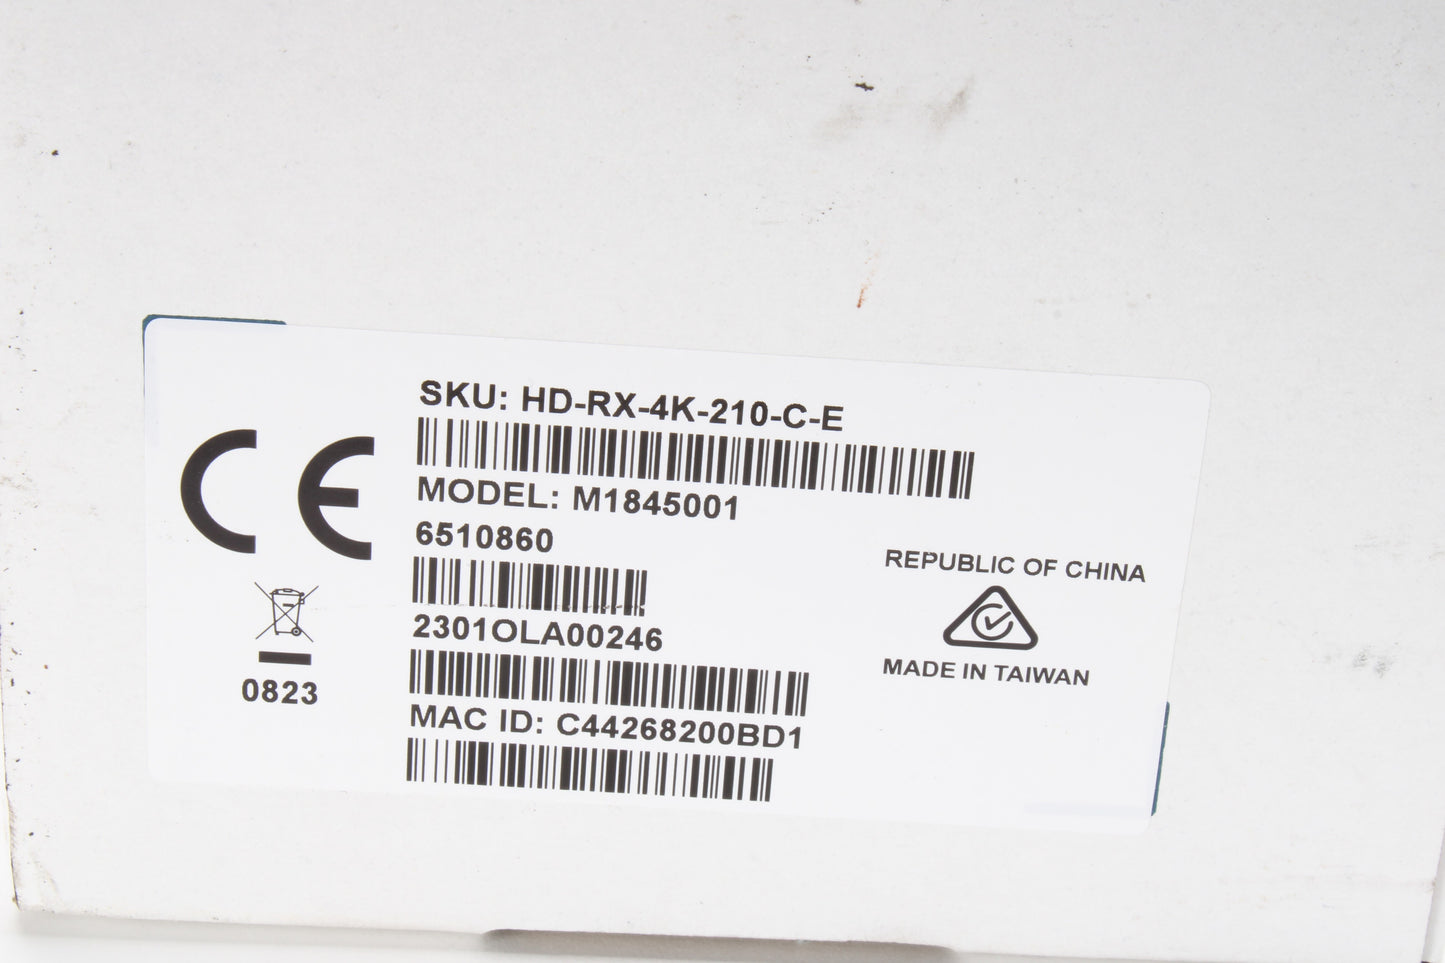 SKU: HD-RX-4K-210-C-E
MODEL: M1845001
6510860
2301OLA00246
MAC ID: C44268200BD1
CE
0823
REPUBLIC OF CHINA
MADE IN TAIWAN